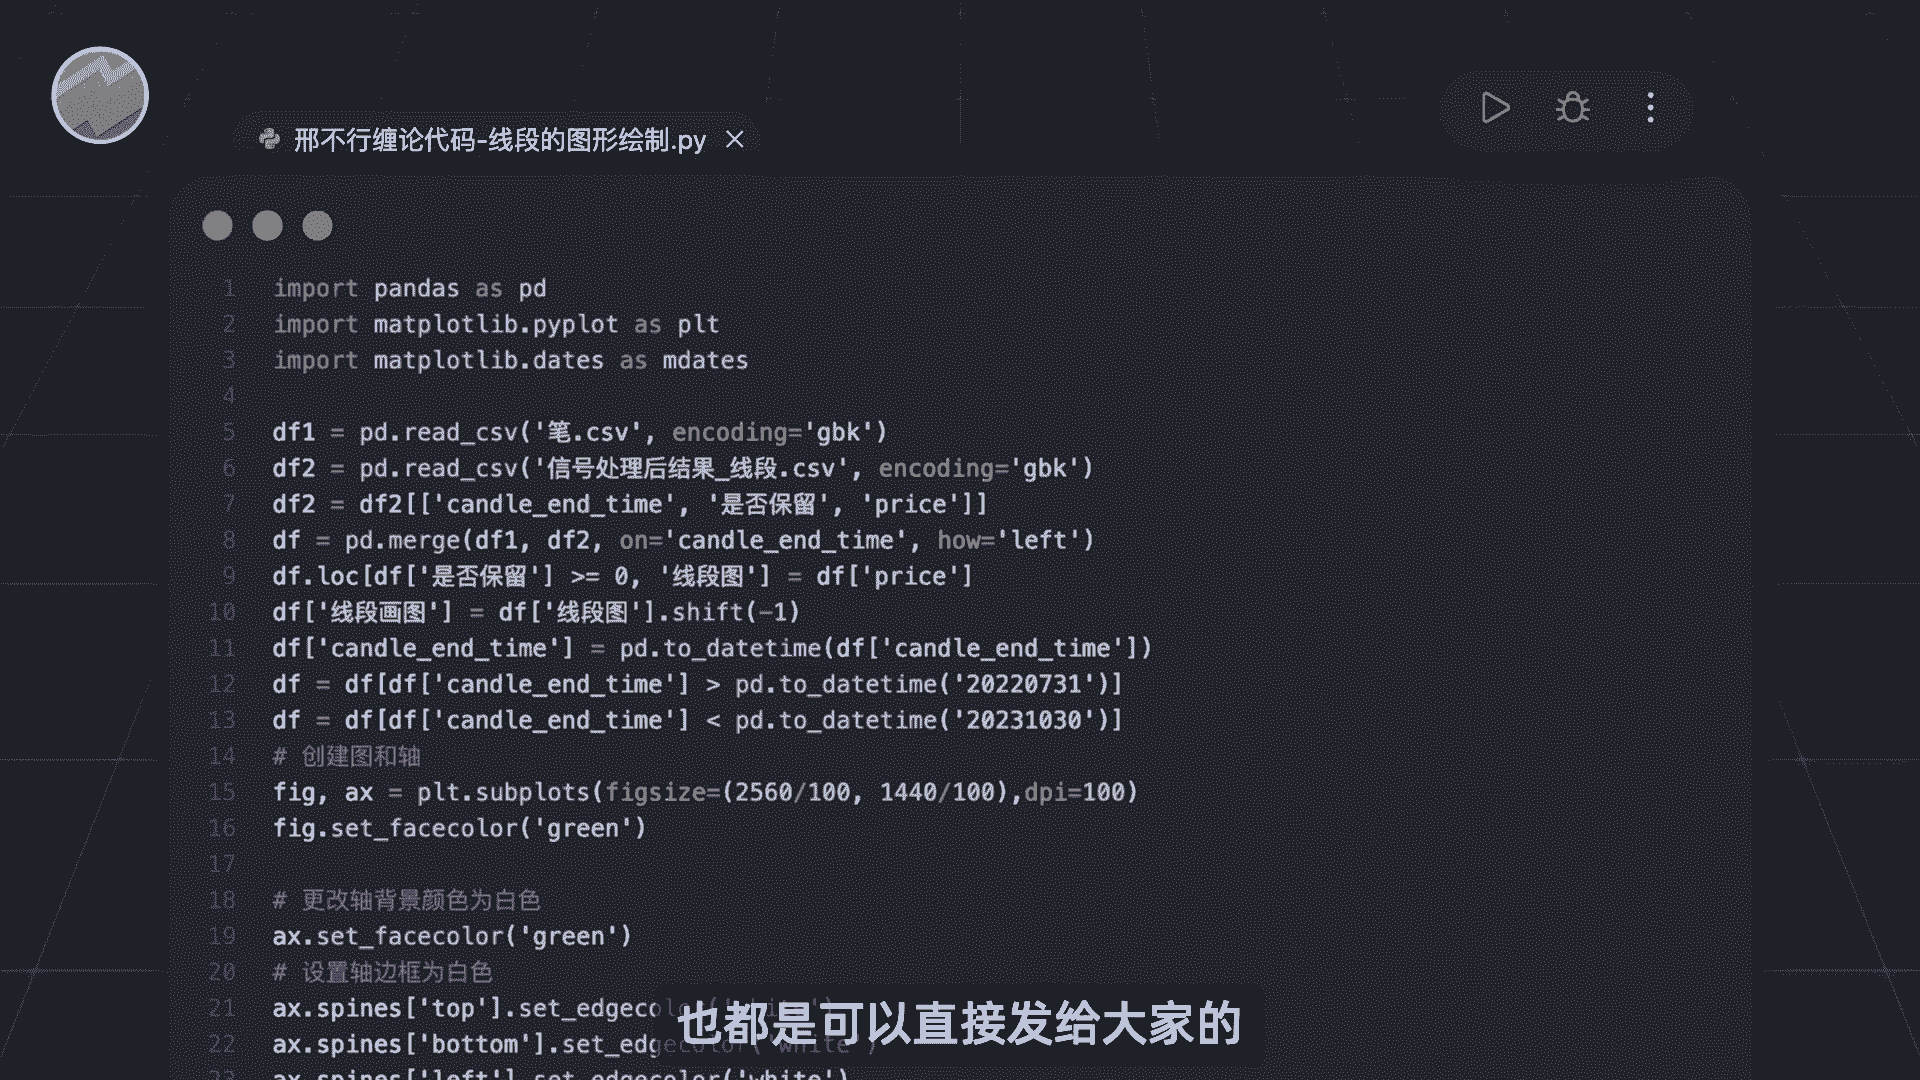 邢不行缠论代码-线段的图形绘制.py
1 import pandas as pd
2 import matplotlib.pyplot as plt
3 import matplotlib.dates as mdates
4
5 df1 = pd.read_csv('笔.csv', encoding='gbk')
6 df2 = pd.read_csv('信号处理后结果_线段.csv', encoding='gbk')
7 df2 = df2[['candle_end_time', '是否保留', 'price']]
8 df = pd.merge(df1, df2, on='candle_end_time', how='left')
9 df.loc[df['是否保留'] >= 0, '线段图'] = df['price']
10 df['线段画图'] = df['线段图'].shift(-1)
11 df['candle_end_time'] = pd.to_datetime(df['candle_end_time'])
12 df = df[df['candle_end_time'] > pd.to_datetime('20220731')]
13 df = df[df['candle_end_time'] < pd.to_datetime('20231030')]
14 # 创建图和轴
15 fig, ax = plt.subplots(figsize=(2560/100, 1440/100),dpi=100)
16 fig.set_facecolor('green')
17
18 # 更改轴背景颜色为白色
19 ax.set_facecolor('green')
20 # 设置轴边框为白色
21 ax.spines['top'].set_edgecolor('white')
22 ax.spines['bottom'].set_edgecolor('white')
23 ax.spines['left'].set_edgecolor('white')
也都是可以直接发给大家的